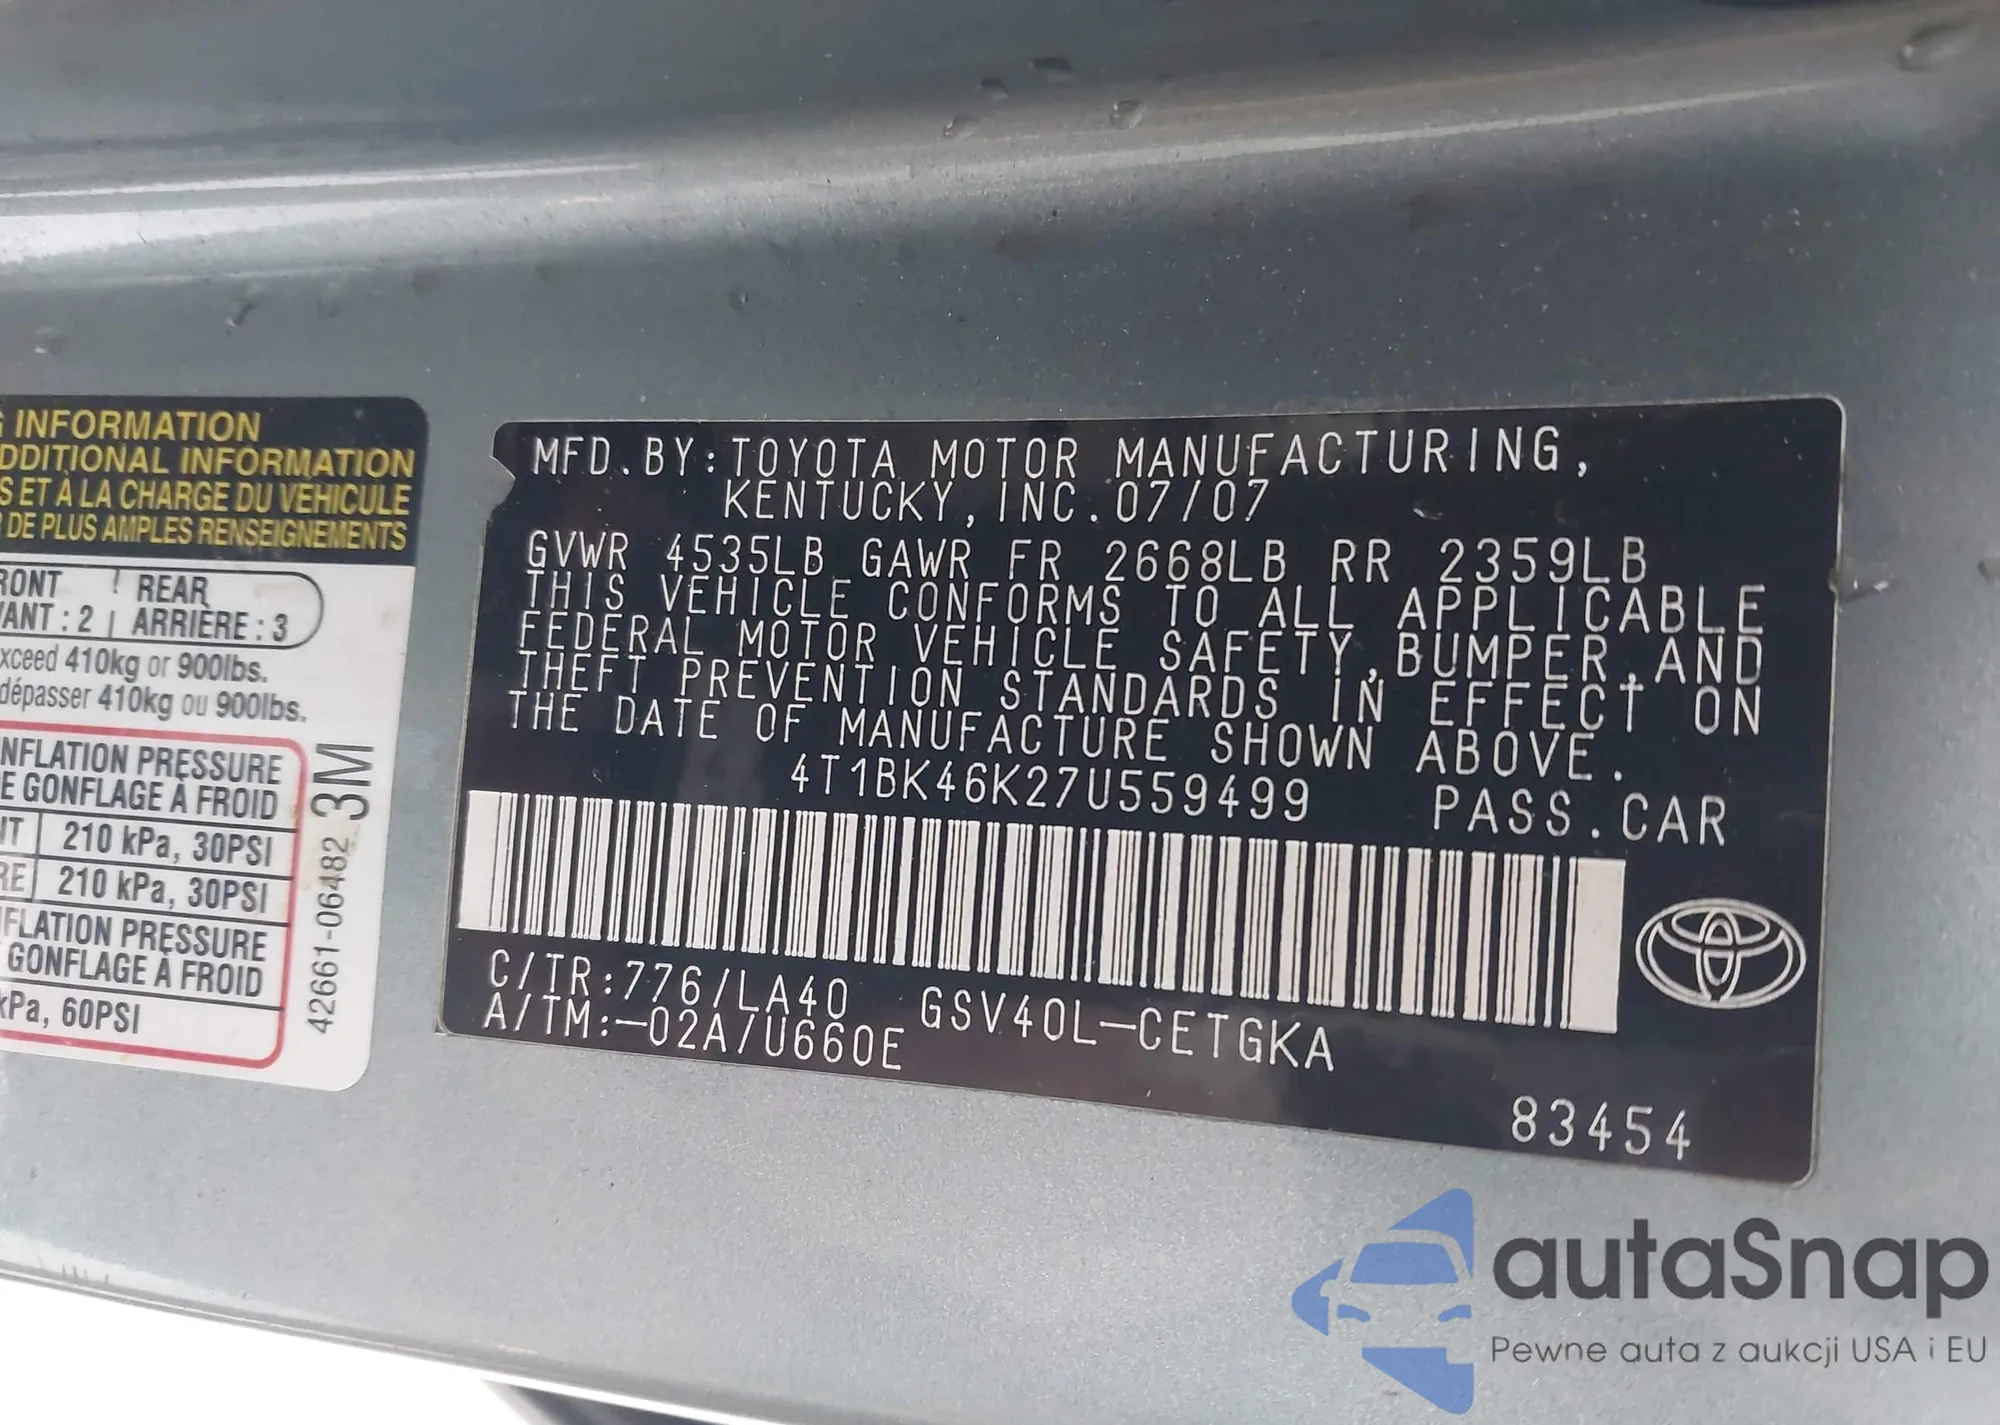 INFORMATION
ADDITIONAL INFORMATION
S ET À LA CHARGE DU VÉHICULE
DE PLUS AMPLES RENSEIGNEMENTS
RONT REAR
VANT : 2 ARRIÈRE : 3
xceed 410kg or 900lbs.
dépasser 410kg ou 900lbs.
NFLATION PRESSURE
E GONFLAGE À FROID
NT 210 kPa, 30PSI
RE 210 kPa, 30PSI
FLATION PRESSURE
GONFLAGE À FROID
kPa, 60PSI
42661-06482 3M
MFD.BY:TOYOTA MOTOR MANUFACTURING,
KENTUCKY, INC.07/07
GVWR 4535LB GAWR FR 2668LB RR 2359LB
THIS VEHICLE CONFORMS TO ALL APPLICABLE
FEDERAL MOTOR VEHICLE SAFETY,BUMPER,AND
THEFT PREVENTION STANDARDS IN EFFECT ON
THE DATE OF MANUFACTURE SHOWN ABOVE.
4T1BK46K27U559499 PASS.CAR
C/TR:776/LA40 GSV40L-CETGKA
A/TM:-02A/U660E
83454
autaSnap
Pewne auta z aukcji USA i EU